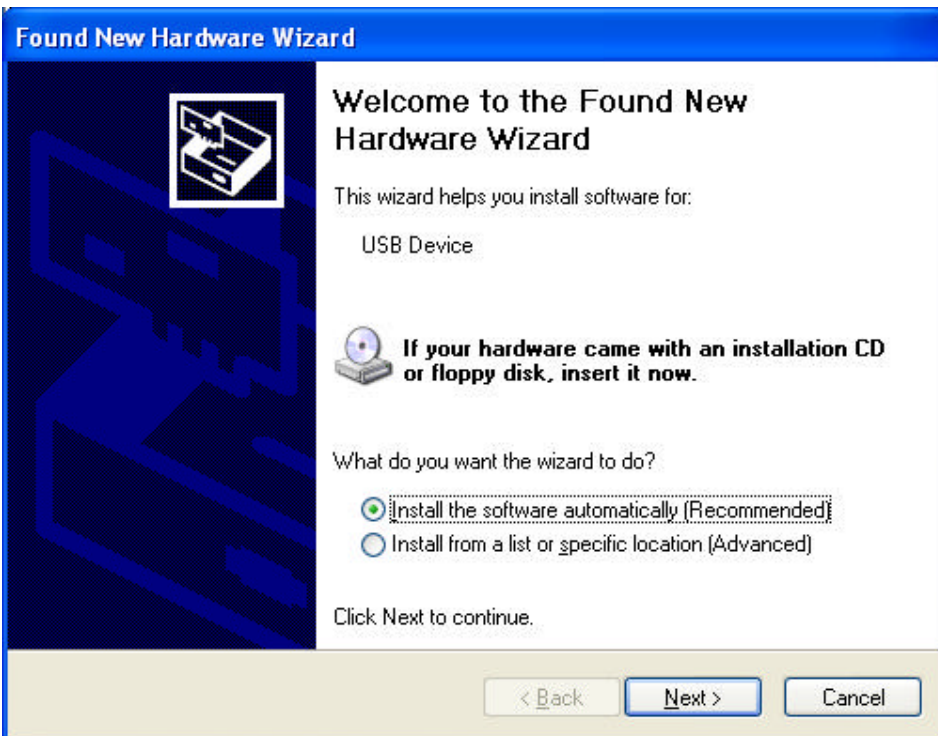 Found New Hardware Wizard
Welcome to the Found New
Hardware Wizard
This wizard helps you install software for:
USB Device
If your hardware came with an installation CD
or floppy disk, insert it now.
What do you want the wizard to do?
Install the software automatically (Recommended)
Install from a list or specific location (Advanced)
Click Next to continue.
< Back Next > Cancel